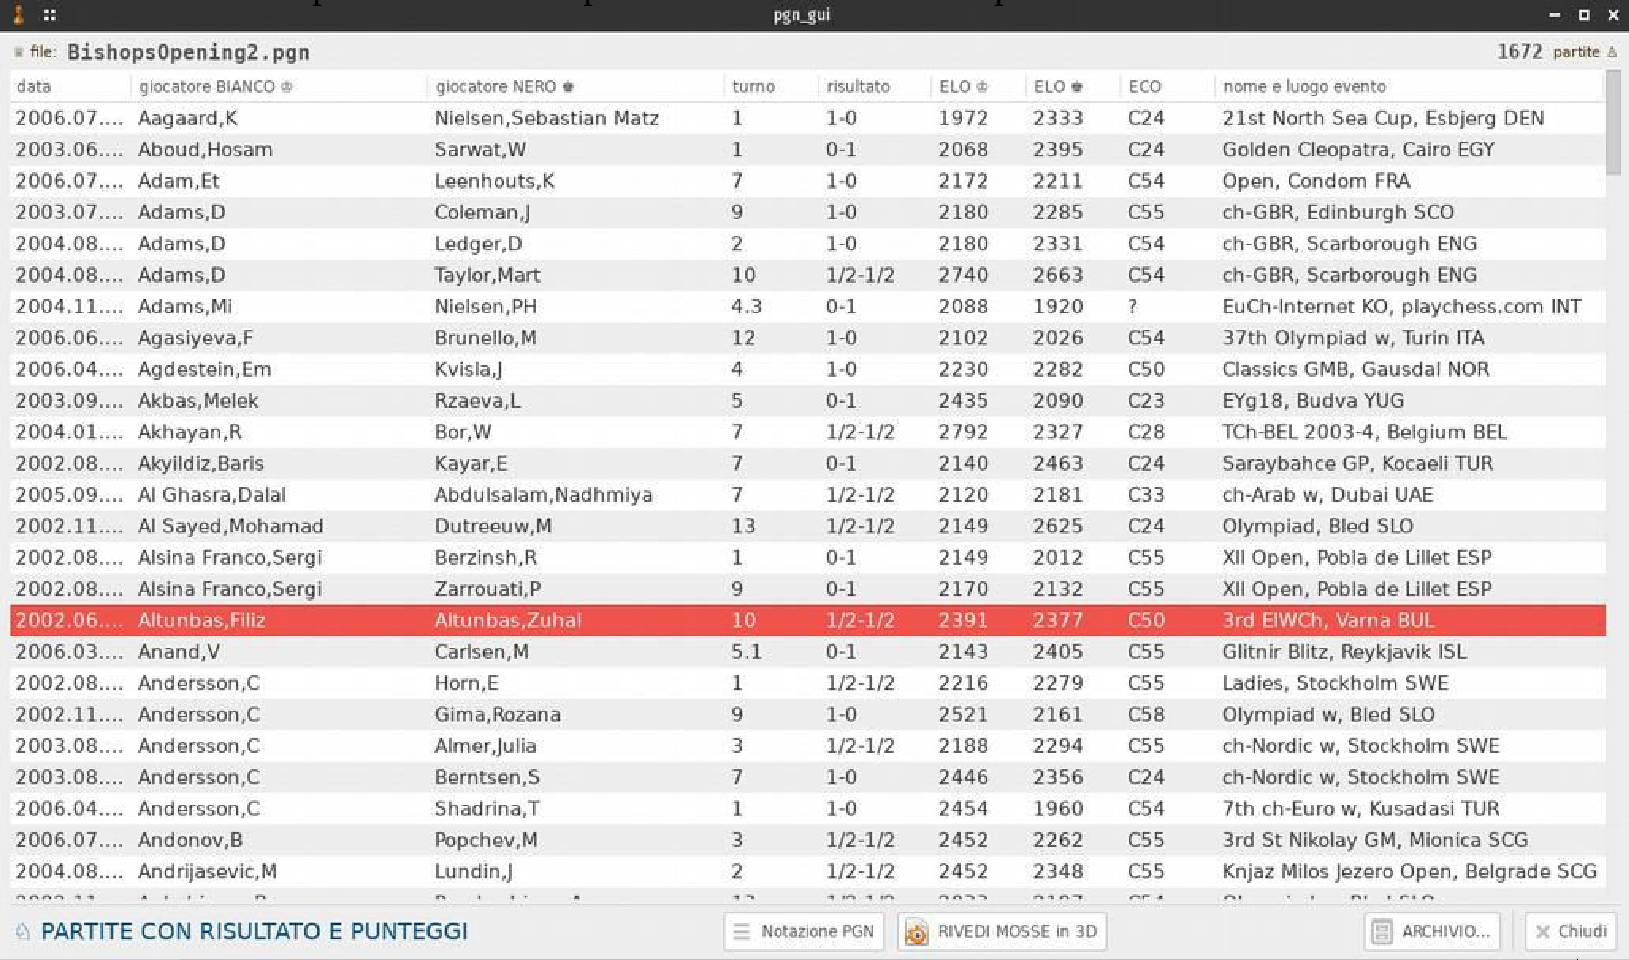 pgn_gui
file: BishopsOpening2.pgn 1672 partite
data giocatore BIANCO ♔ giocatore NERO ♚ turno risultato ELO ♔ ELO ♚ ECO nome e luogo evento
2006.07.... Aagaard,K Nielsen,Sebastian Matz 1 1-0 1972 2333 C24 21st North Sea Cup, Esbjerg DEN
2003.06.... Aboud,Hosam Sarwat,W 1 0-1 2068 2395 C24 Golden Cleopatra, Cairo EGY
2006.07.... Adam,Et Leenhouts,K 7 1-0 2172 2211 C54 Open, Condom FRA
2003.07.... Adams,D Coleman,J 9 1-0 2180 2285 C55 ch-GBR, Edinburgh SCO
2004.08.... Adams,D Ledger,D 2 1-0 2180 2331 C54 ch-GBR, Scarborough ENG
2004.08.... Adams,D Taylor,Mart 10 1/2-1/2 2740 2663 C54 ch-GBR, Scarborough ENG
2004.11.... Adams,Mi Nielsen,PH 4.3 0-1 2088 1920 ? EuCh-Internet KO, playchess.com INT
2006.06.... Agasiyeva,F Brunello,M 12 1-0 2102 2026 C54 37th Olympiad w, Turin ITA
2006.04.... Agdestein,Em Kvisla,J 4 1-0 2230 2282 C50 Classics GMB, Gausdal NOR
2003.09.... Akbas,Melek Rzaeva,L 5 0-1 2435 2090 C23 EYg18, Budva YUG
2004.01.... Akhayan,R Bor,W 7 1/2-1/2 2792 2327 C28 TCh-BEL 2003-4, Belgium BEL
2002.08.... Akyildiz,Baris Kayar,E 7 0-1 2140 2463 C24 Saraybahce GP, Kocaeli TUR
2005.09.... Al Ghasra,Dalal Abdulsalam,Nadhmiya 7 1/2-1/2 2120 2181 C33 ch-Arab w, Dubai UAE
2002.11.... Al Sayed,Mohamad Dutreeuw,M 13 1/2-1/2 2149 2625 C24 Olympiad, Bled SLO
2002.08.... Alsina Franco,Sergi Berzinsh,R 1 0-1 2149 2012 C55 XII Open, Pobla de Lillet ESP
2002.08.... Alsina Franco,Sergi Zarrouati,P 9 0-1 2170 2132 C55 XII Open, Pobla de Lillet ESP
2002.06.... Altunbas,Filiz Altunbas,Zuhal 10 1/2-1/2 2391 2377 C50 3rd EIWCh, Varna BUL
2006.03.... Anand,V Carlsen,M 5.1 0-1 2143 2405 C55 Glitnir Blitz, Reykjavik ISL
2002.08.... Andersson,C Horn,E 1 1/2-1/2 2216 2279 C55 Ladies, Stockholm SWE
2002.11.... Andersson,C Gima,Rozana 9 1-0 2521 2161 C58 Olympiad w, Bled SLO
2003.08.... Andersson,C Almer,Julia 3 1/2-1/2 2188 2294 C55 ch-Nordic w, Stockholm SWE
2003.08.... Andersson,C Berntsen,S 7 1-0 2446 2356 C24 ch-Nordic w, Stockholm SWE
2006.04.... Andersson,C Shadrina,T 1 1-0 2454 1960 C54 7th ch-Euro w, Kusadasi TUR
2006.07.... Andonov,B Popchev,M 3 1/2-1/2 2452 2262 C55 3rd St Nikolay GM, Mionica SCG
2004.08.... Andrijasevic,M Lundin,J 2 1/2-1/2 2452 2348 C55 Knjaz Milos Jezero Open, Belgrade SCG
PARTITE CON RISULTATO E PUNTEGGI Notazione PGN RIVEDI MOSSE in 3D ARCHIVIO... Chiudi